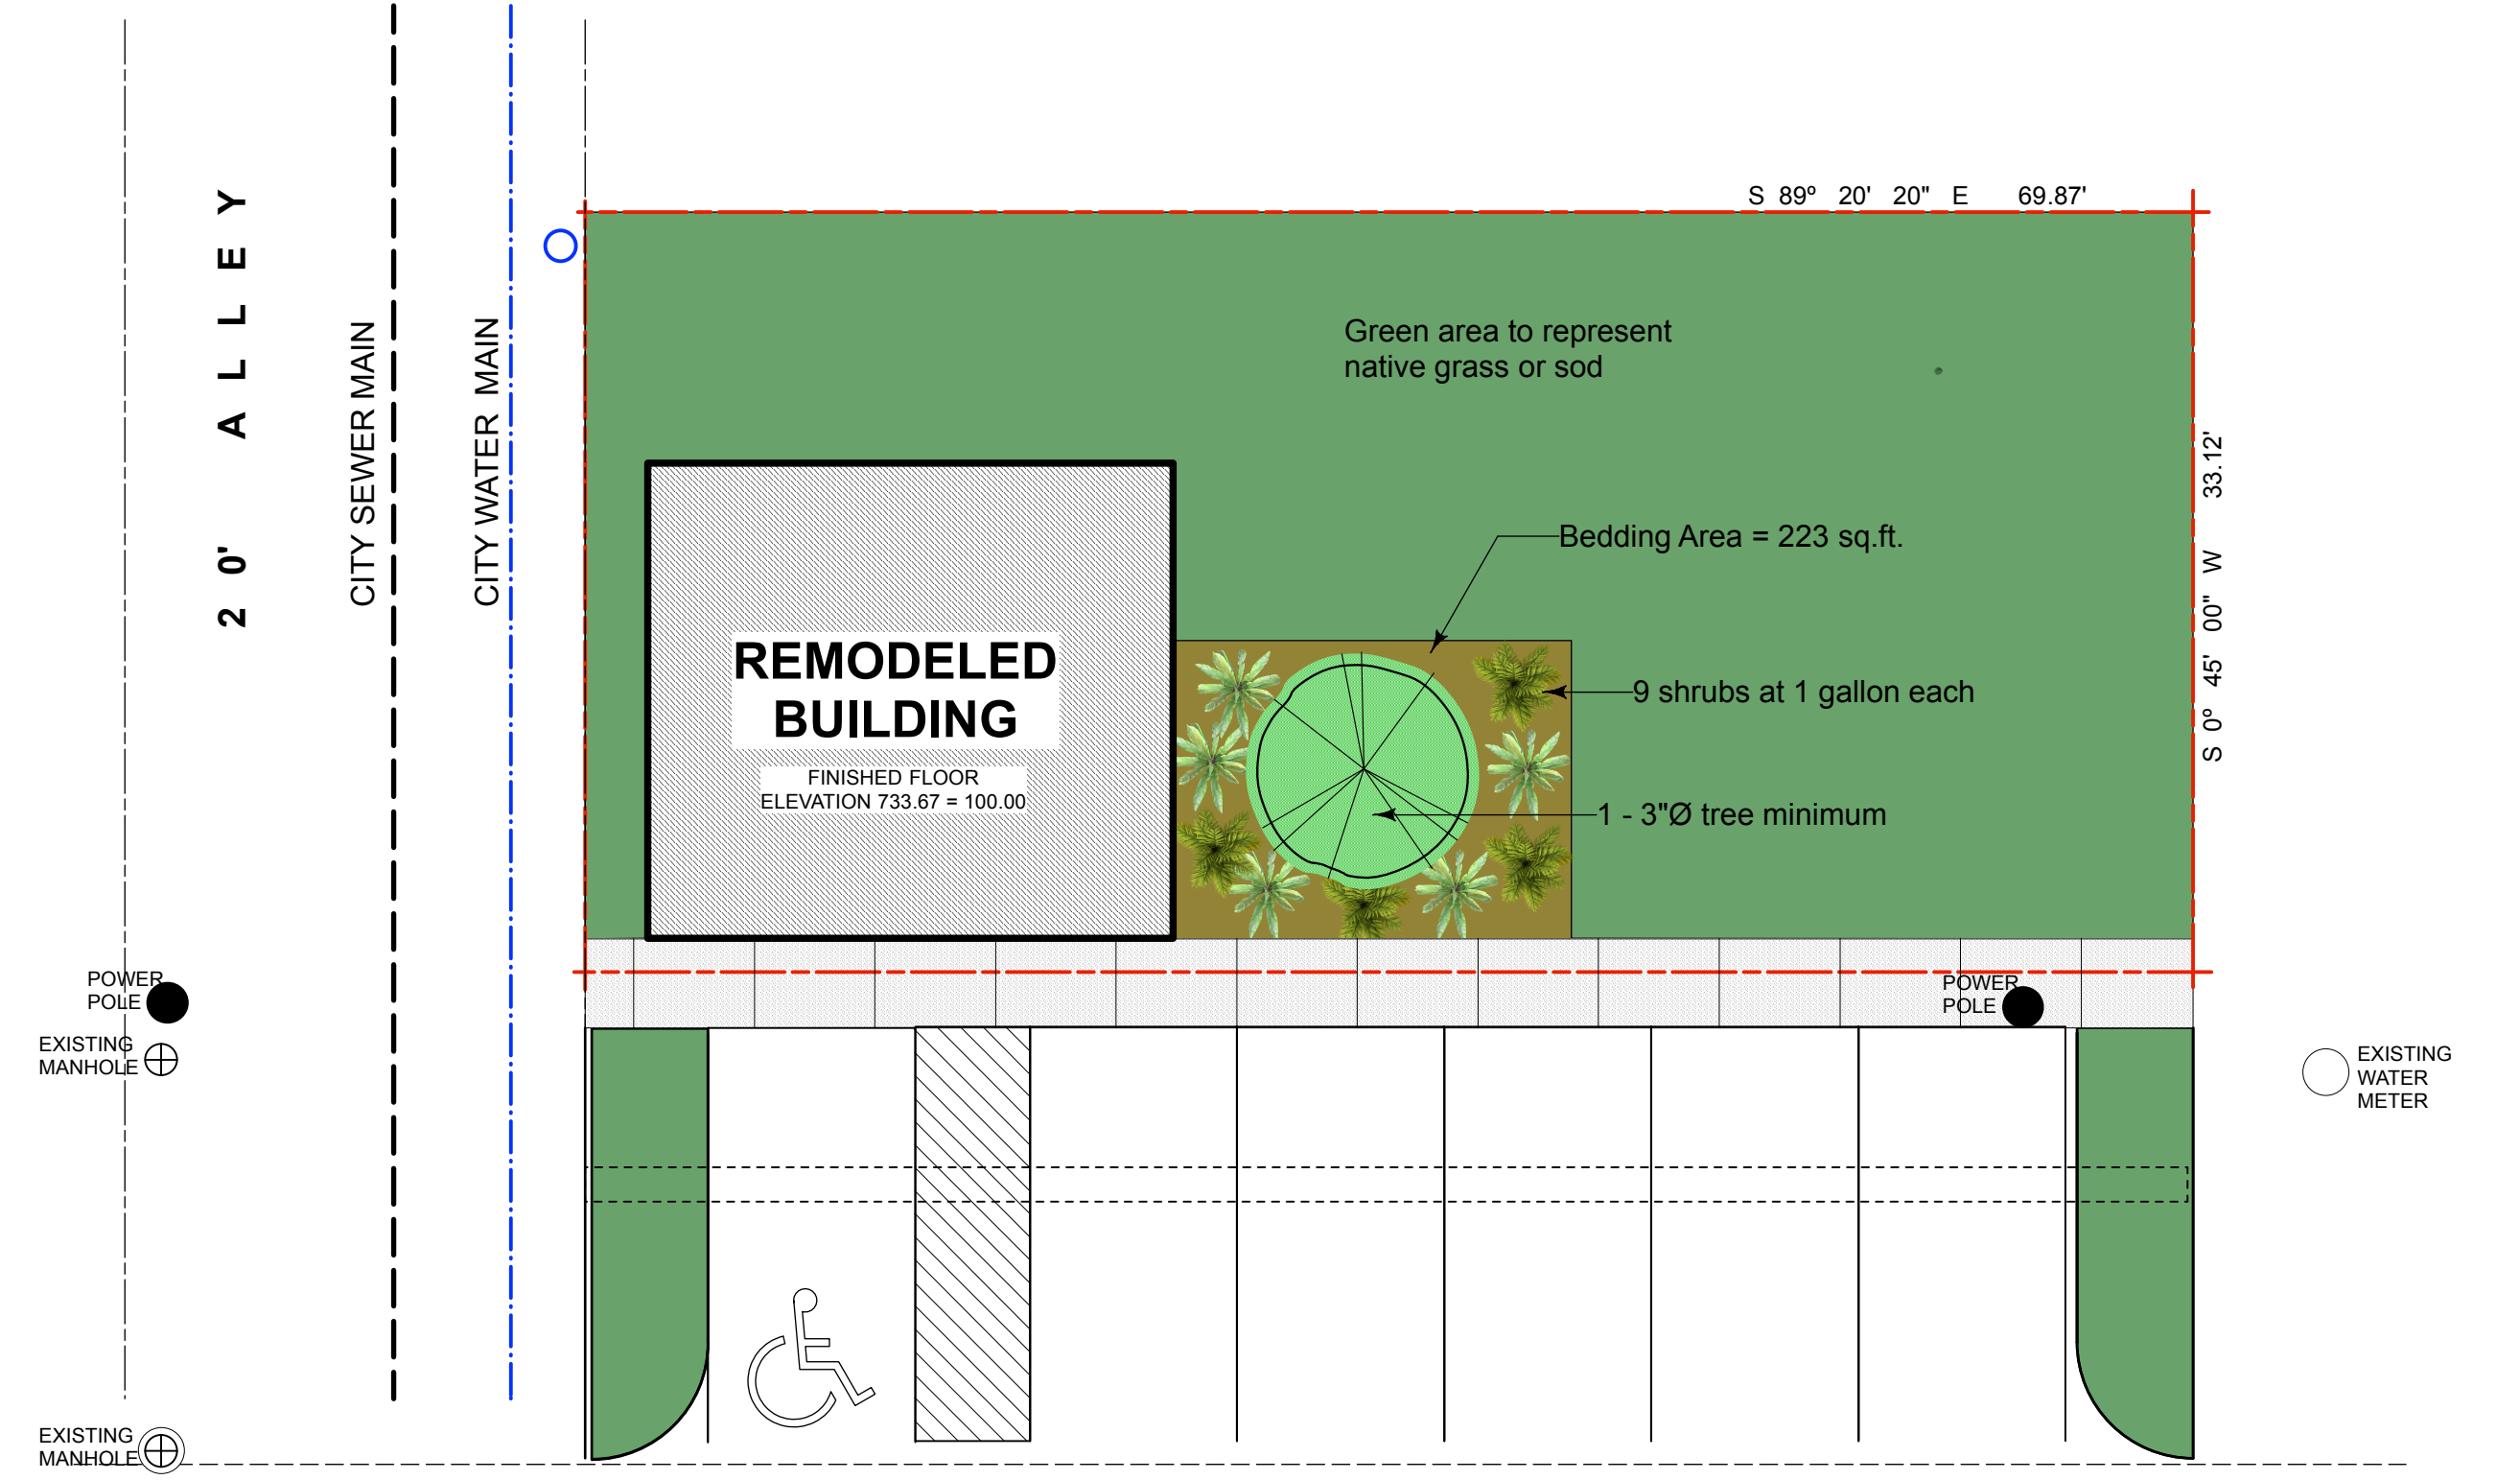 S 89º 20' 20" E 69.87'
20' ALLEY
CITY SEWER MAIN
CITY WATER MAIN
Green area to represent
native grass or sod
S 0º 45' 00" W 33.12'
Bedding Area = 223 sq.ft.
REMODELED
BUILDING
FINISHED FLOOR
ELEVATION 733.67 = 100.00
9 shrubs at 1 gallon each
1 - 3"Ø tree minimum
POWER
POLE
POWER
POLE
EXISTING
MANHOLE
EXISTING
WATER
METER
EXISTING
MANHOLE